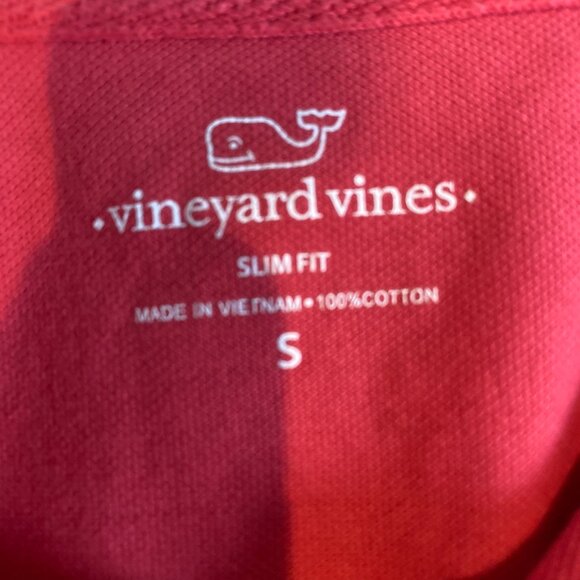 •vineyard vines•
SLIM FIT
MADE IN VIETNAM•100%COTTON
S